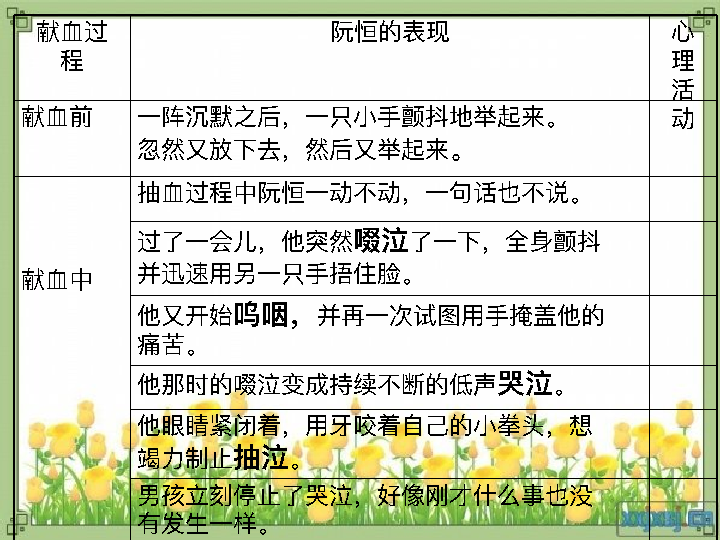 献血过
程
阮恒的表现
心
理
活
动
献血前
一阵沉默之后，一只小手颤抖地举起来。
忽然又放下去，然后又举起来。
献血中
抽血过程中阮恒一动不动，一句话也不说。
过了一会儿，他突然啜泣了一下，全身颤抖
并迅速用另一只手捂住脸。
他又开始呜咽，并再一次试图用手掩盖他的
痛苦。
他那时的啜泣变成持续不断的低声哭泣。
他眼睛紧闭着，用牙咬着自己的小拳头，想
竭力制止抽泣。
男孩立刻停止了哭泣，好像刚才什么事也没
有发生一样。